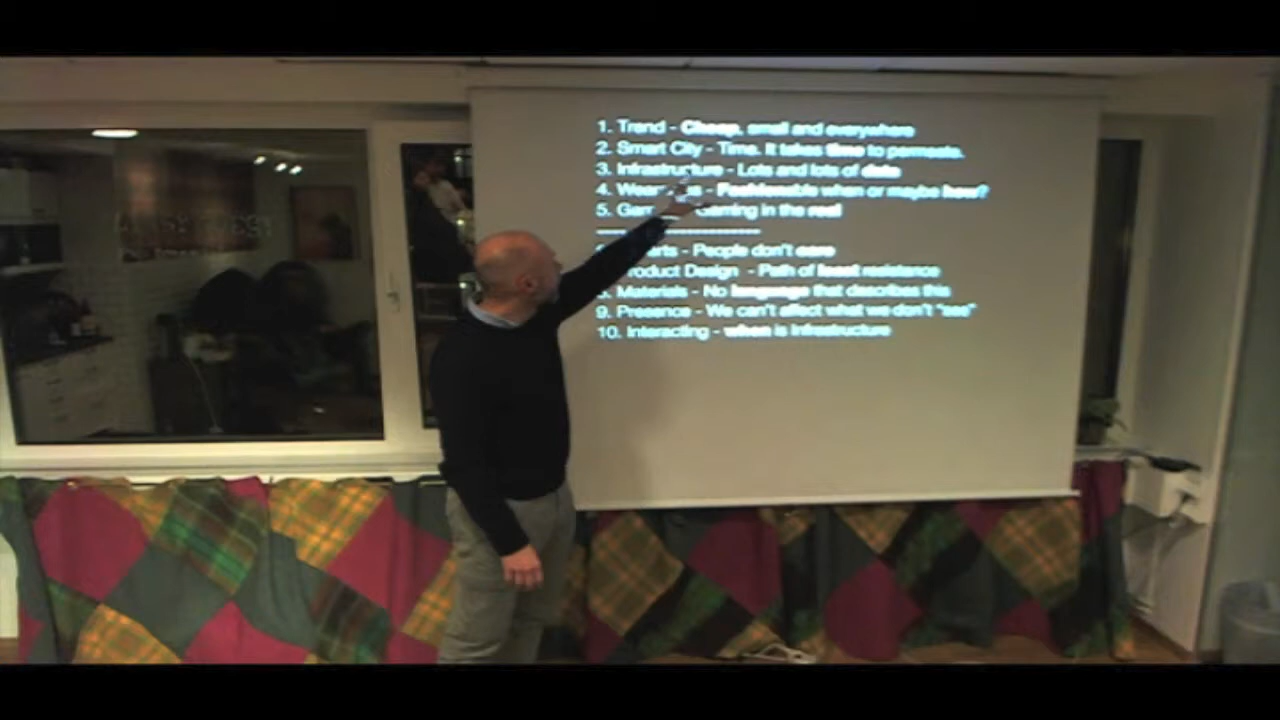 1. Trend - Cheap, small and everywhere
2. Smart City - Time. It takes time to permeate.
3. Infrastructure - Lots and lots of data
4. - Fashionable when or maybe how?
5. Gaming in the real
--------------------
- People don't care
Product Design - Path of least resistance
8. Materials - No language that describes this
9. Presence - We can't affect what we don't "see"
10. Interacting - when is infrastructure